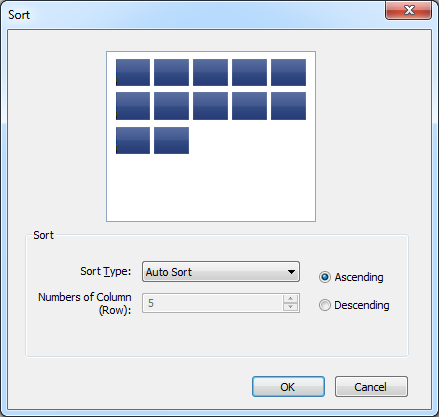 Sort
Sort
Sort Type:
Auto Sort
Ascending
Numbers of Column
(Row):
5
Descending
OK
Cancel